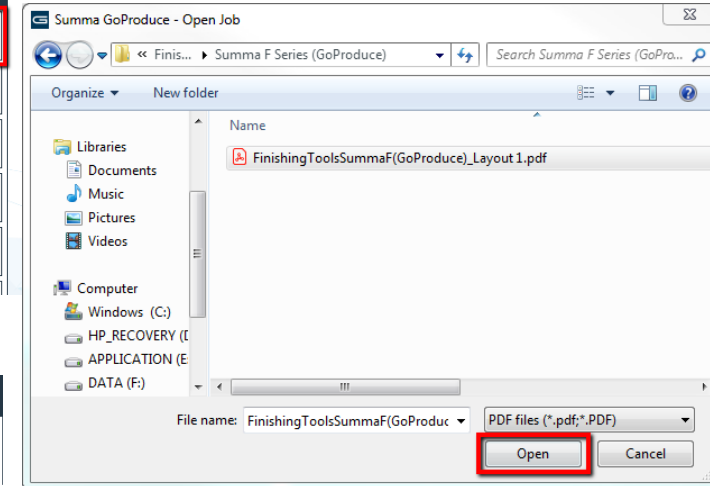 Summa GoProduce - Open Job
« Finis... Summa F Series (GoProduce)
Search Summa F Series (GoPro...
Organize New folder
Name
Libraries
FinishingToolsSummaF(GoProduce)_Layout 1.pdf
Documents
Music
Pictures
Videos
Computer
Windows (C:)
HP_RECOVERY (D
APPLICATION (E:
DATA (F:)
File name: FinishingToolsSummaF(GoProduc
PDF files (*.pdf;*.PDF)
Open Cancel